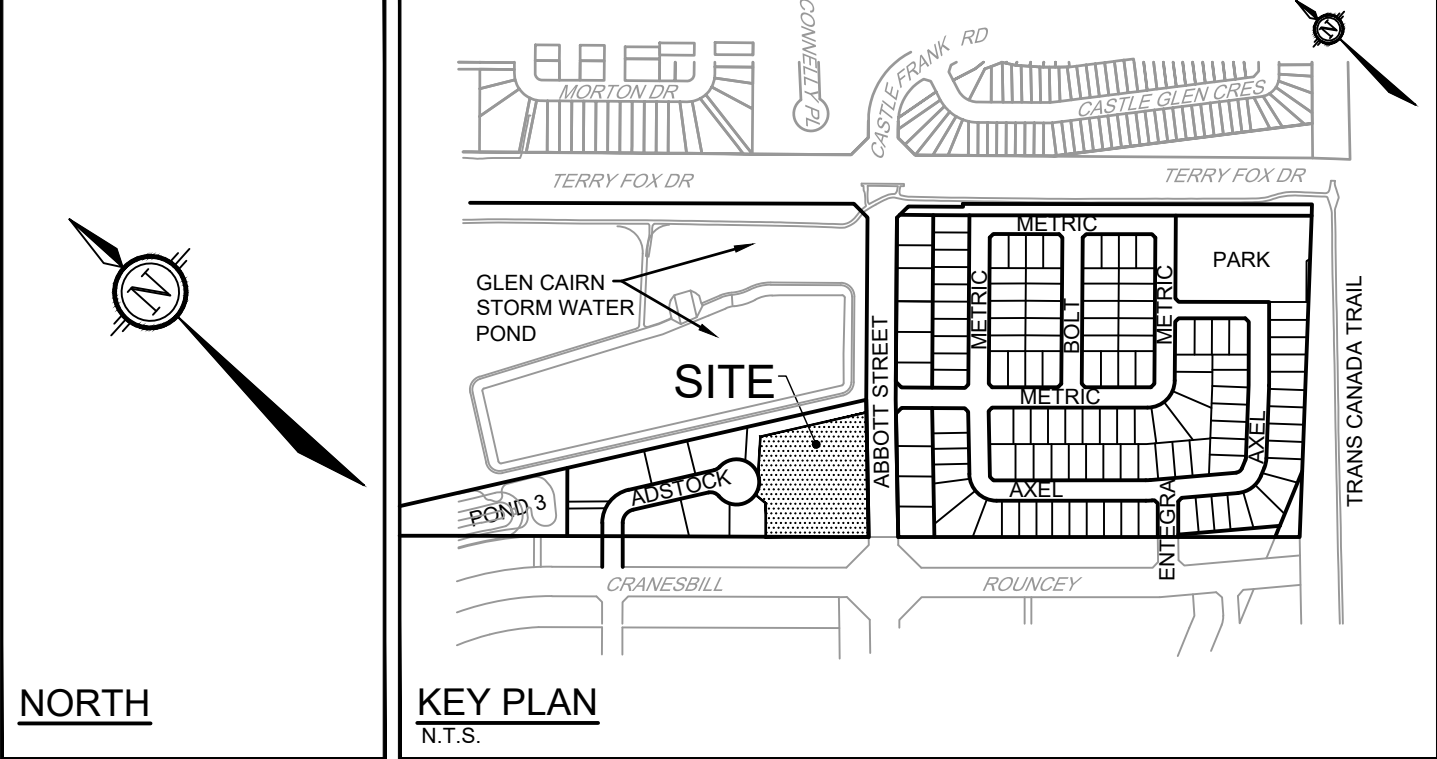 N
NORTH
N
CONNELLY PL
CASTLE FRANK RD
MORTON DR
CASTLE GLEN CRES
TERRY FOX DR
TERRY FOX DR
METRIC
PARK
GLEN CAIRN
STORM WATER
POND
METRIC
BOLT
METRIC
TRANS CANADA TRAIL
ABBOTT STREET
SITE
METRIC
AXEL
ADSTOCK
AXEL
POND 3
ENTEGRA
CRANESBILL
ROUNCEY
KEY PLAN
N.T.S.